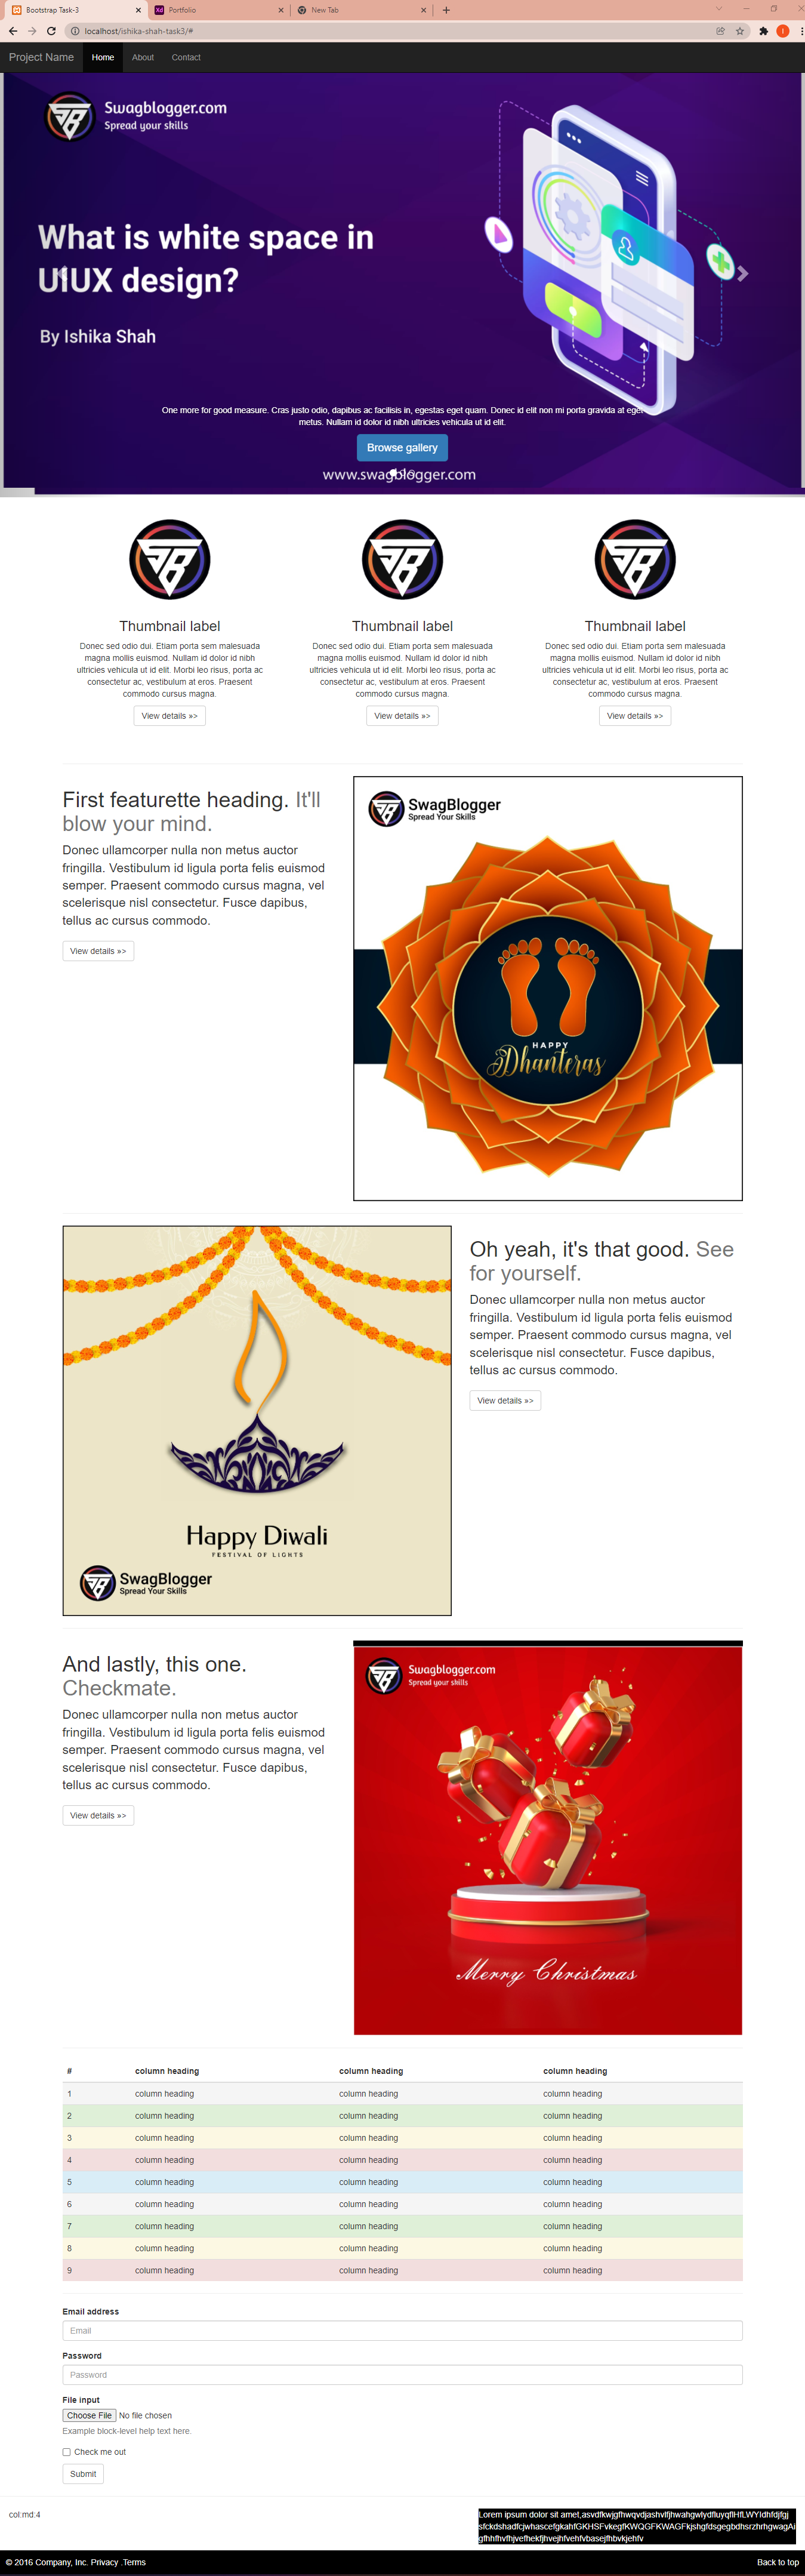 Bootstrap Task-3
Portfolio
New Tab
localhost/ishika-shah-task3/#
Project Name Home About Contact
Swagblogger.com
Spread your skills
What is white space in
UIUX design?
By Ishika Shah
One more for good measure. Cras justo odio, dapibus ac facilisis in, egestas eget quam. Donec id elit non mi porta gravida at eget
metus. Nullam id dolor id nibh ultricies vehicula ut id elit.
Browse gallery
www.swagblogger.com
Thumbnail label
Donec sed odio dui. Etiam porta sem malesuada
magna mollis euismod. Nullam id dolor id nibh
ultricies vehicula ut id elit. Morbi leo risus, porta ac
consectetur ac, vestibulum at eros. Praesent
commodo cursus magna.
View details »>
Thumbnail label
Donec sed odio dui. Etiam porta sem malesuada
magna mollis euismod. Nullam id dolor id nibh
ultricies vehicula ut id elit. Morbi leo risus, porta ac
consectetur ac, vestibulum at eros. Praesent
commodo cursus magna.
View details »>
Thumbnail label
Donec sed odio dui. Etiam porta sem malesuada
magna mollis euismod. Nullam id dolor id nibh
ultricies vehicula ut id elit. Morbi leo risus, porta ac
consectetur ac, vestibulum at eros. Praesent
commodo cursus magna.
View details »>
First featurette heading. It'll
blow your mind.
Donec ullamcorper nulla non metus auctor
fringilla. Vestibulum id ligula porta felis euismod
semper. Praesent commodo cursus magna, vel
scelerisque nisl consectetur. Fusce dapibus,
tellus ac cursus commodo.
View details »>
SwagBlogger
Spread Your Skills
HAPPY
Dhanteras
Happy Diwali
FESTIVAL OF LIGHTS
SwagBlogger
Spread Your Skills
Oh yeah, it's that good. See
for yourself.
Donec ullamcorper nulla non metus auctor
fringilla. Vestibulum id ligula porta felis euismod
semper. Praesent commodo cursus magna, vel
scelerisque nisl consectetur. Fusce dapibus,
tellus ac cursus commodo.
View details »>
And lastly, this one.
Checkmate.
Donec ullamcorper nulla non metus auctor
fringilla. Vestibulum id ligula porta felis euismod
semper. Praesent commodo cursus magna, vel
scelerisque nisl consectetur. Fusce dapibus,
tellus ac cursus commodo.
View details »>
Swagblogger.com
Spread your skills
Merry Christmas
# column heading column heading column heading
1 column heading column heading column heading
2 column heading column heading column heading
3 column heading column heading column heading
4 column heading column heading column heading
5 column heading column heading column heading
6 column heading column heading column heading
7 column heading column heading column heading
8 column heading column heading column heading
9 column heading column heading column heading
Email address
Email
Password
Password
File input
Choose File No file chosen
Example block-level help text here.
Check me out
Submit
col:md:4
Lorem ipsum dolor sit
© 2016 Company, Inc. Privacy .Terms
Back to top